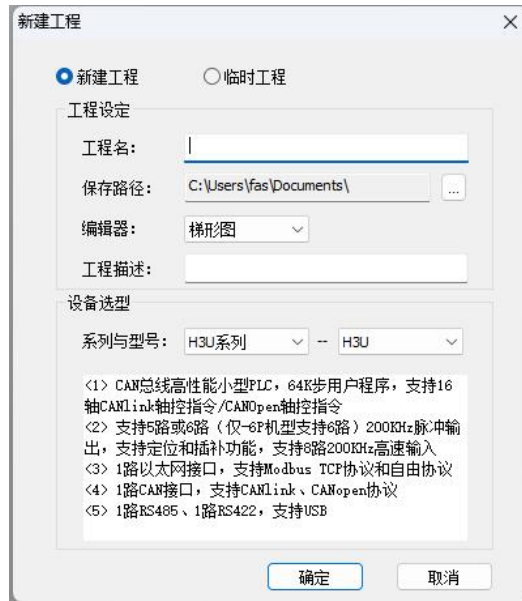 新建工程
新建工程 临时工程
工程设定
工程名：
保存路径： C:\Users\fas\Documents\ ...
编辑器： 梯形图
工程描述：
设备选型
系列与型号： H3U系列 -- H3U
<1> CAN总线高性能小型PLC，64K步用户程序，支持16
轴CANlink轴控指令/CANOpen轴控指令
<2> 支持5路或6路（仅-6P机型支持6路）200KHz脉冲输
出，支持定位和插补功能，支持8路200KHz高速输入
<3> 1路以太网接口，支持Modbus TCP协议和自由协议
<4> 1路CAN接口，支持CANlink、CANopen协议
<5> 1路RS485、1路RS422，支持USB
确定 取消